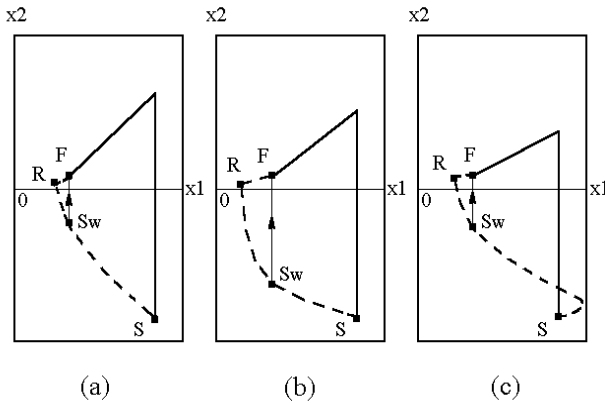 x2 x2 x2
F F F
R R R
x1 x1 x1
0 0 0
Sw Sw Sw
S S S
(a) (b) (c)